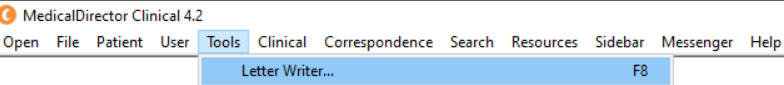 MedicalDirector Clinical 4.2
Open File Patient User Tools Clinical Correspondence Search Resources Sidebar Messenger Help
Letter Writer... F8